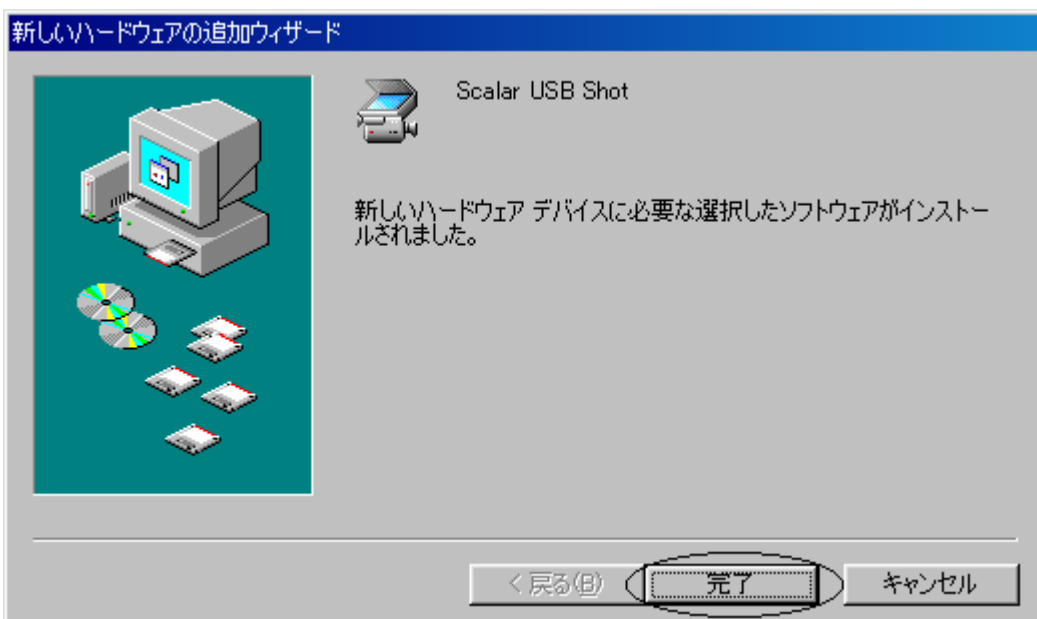 新しいハードウェアの追加ウィザード
Scalar USB Shot
新しいハードウェア デバイスに必要な選択したソフトウェアがインストー
ルされました。
< 戻る(B) 完了 キャンセル